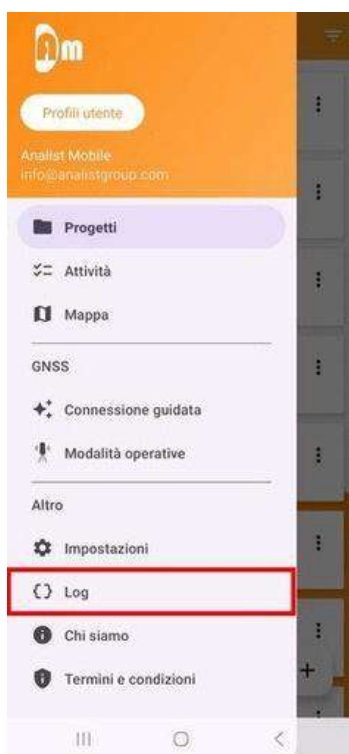 m
Profili utente
Analist Mobile
info@analistgroup.com
Progetti
Attività
Mappa
GNSS
Connessione guidata
Modalità operative
Altro
Impostazioni
Log
Chi siamo
Termini e condizioni